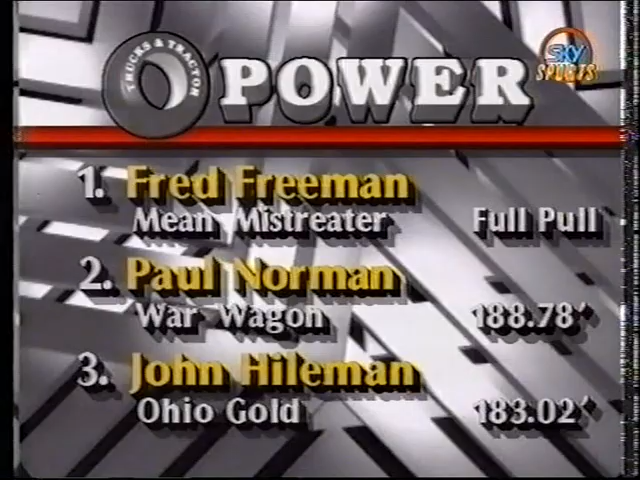 TRUCKS & TRACTOR
POWER
SKY
SPORTS
1. Fred Freeman
Mean Mistreater Full Pull
2. Paul Norman
War Wagon 188.78'
3. John Hileman
Ohio Gold 183.02'